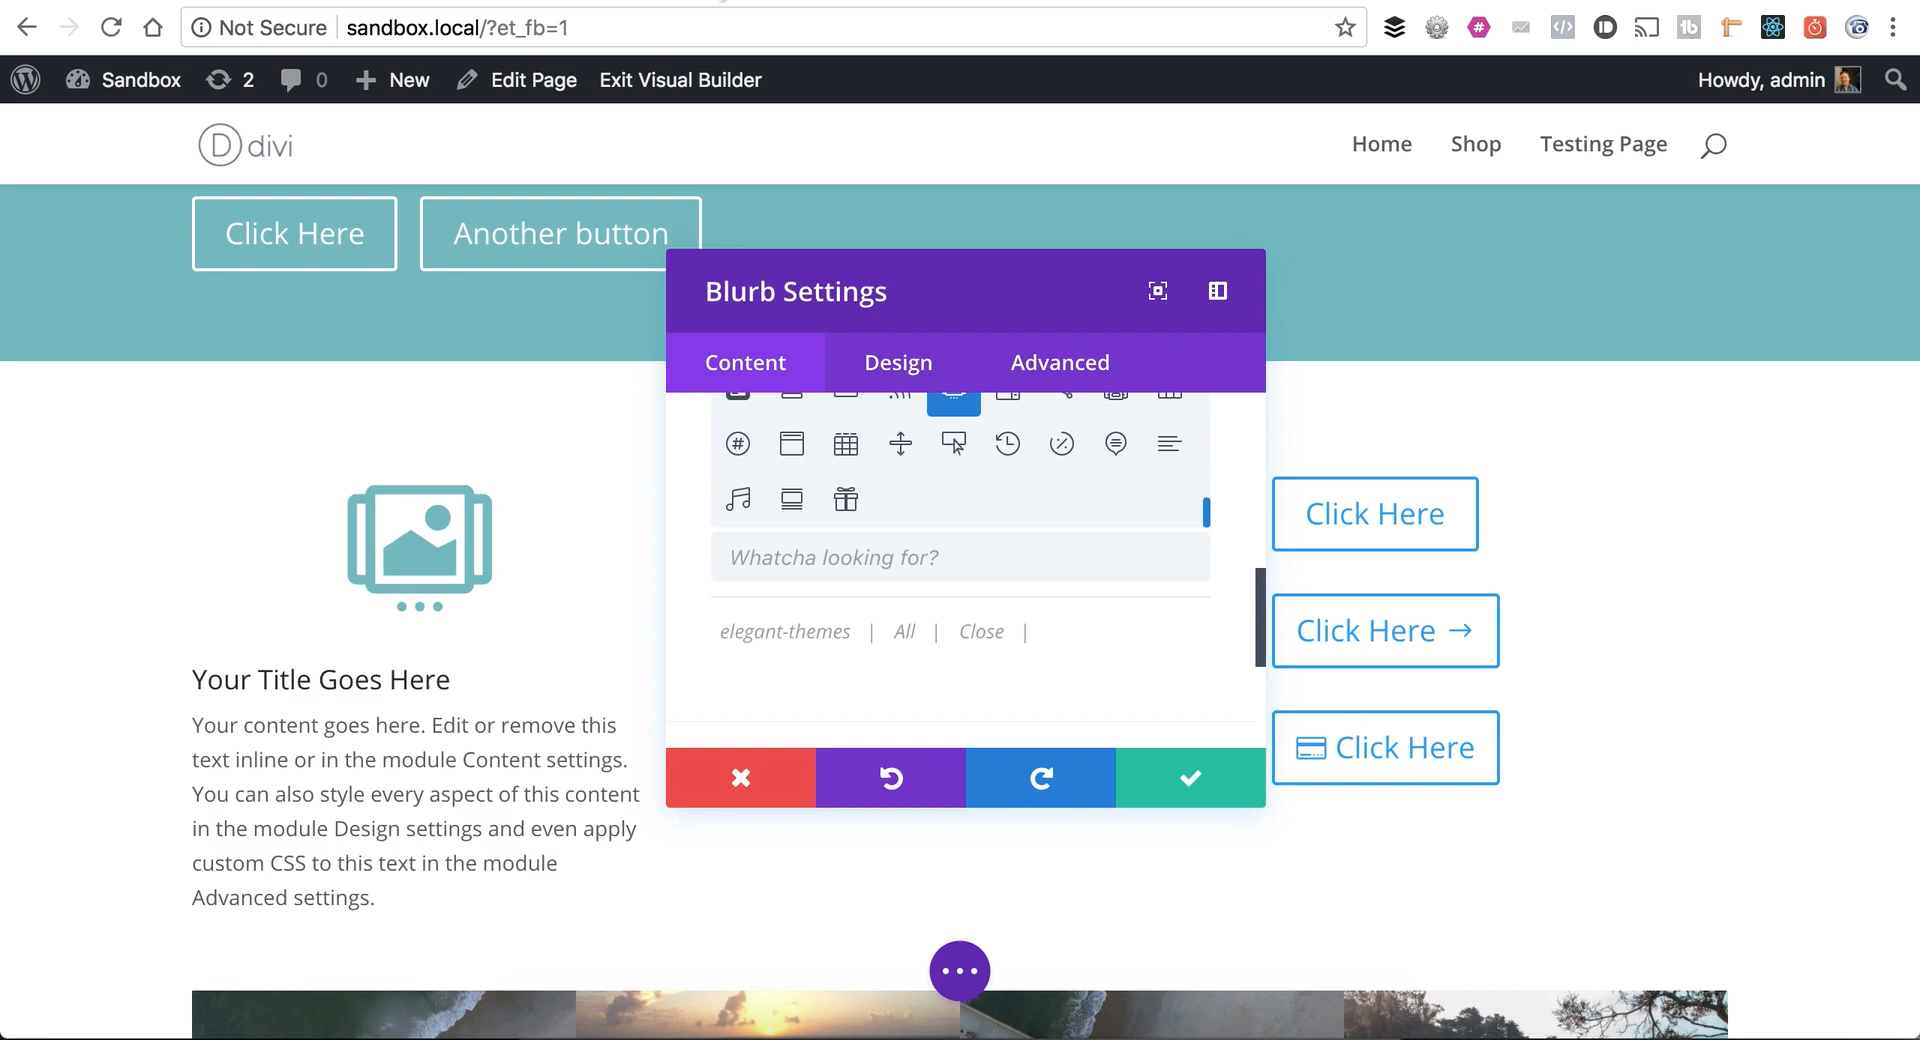 Not Secure sandbox.local/?et_fb=1
Sandbox 2 0 New Edit Page Exit Visual Builder Howdy, admin
D divi Home Shop Testing Page
Click Here Another button
Blurb Settings
Content Design Advanced
Whatcha looking for?
elegant-themes | All | Close |
Click Here
Click Here →
Click Here
Your Title Goes Here
Your content goes here. Edit or remove this
text inline or in the module Content settings.
You can also style every aspect of this content
in the module Design settings and even apply
custom CSS to this text in the module
Advanced settings.